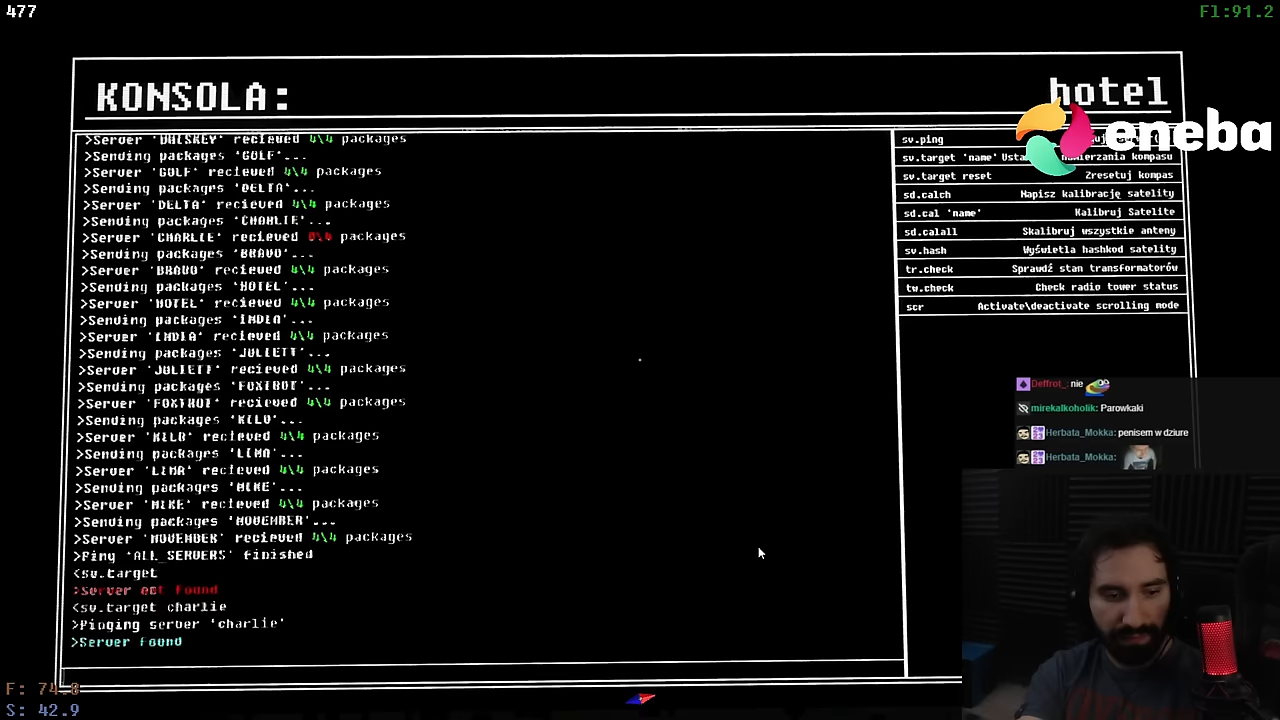 477
Fl:91.2
KONSOLA:
hotel
eneba
>Server 'WHISKEY' recieved 4\4 packages
>Sending packages 'GOLF'...
>Server 'GOLF' recieved 4\4 packages
>Sending packages 'DELTA'...
>Server 'DELTA' recieved 4\4 packages
>Sending packages 'CHARLIE'...
>Server 'CHARLIE' recieved 0\4 packages
>Sending packages 'BRAVO'...
>Server 'BRAVO' recieved 4\4 packages
>Sending packages 'HOTEL'...
>Server 'HOTEL' recieved 4\4 packages
>Sending packages 'INDIA'...
>Server 'INDIA' recieved 4\4 packages
>Sending packages 'JULIETT'...
>Server 'JULIETT' recieved 4\4 packages
>Sending packages 'FOXTROT'...
>Server 'FOXTROT' recieved 4\4 packages
>Sending packages 'KILO'...
>Server 'KILO' recieved 4\4 packages
>Sending packages 'LIMA'...
>Server 'LIMA' recieved 4\4 packages
>Sending packages 'MIKE'...
>Server 'MIKE' recieved 4\4 packages
>Sending packages 'NOVEMBER'...
>Server 'NOVEMBER' recieved 4\4 packages
>Ping 'ALL_SERVERS' finished
<sv.target
>Server not found
<sv.target charlie
>Pinging server 'charlie'
>Server found
sv.ping
sv.target 'name' kompasu
sv.target reset Zresetuj kompas
sd.calch Napisz kalibrację satelity
sd.cal 'name' Kalibruj Satelite
sd.calall Skalibruj wszystkie anteny
sv.hash Wyświetla hashkod satelity
tr.check Sprawdź stan transformatorów
tw.check Check radio tower status
scr Activate\deactivate scrolling mode
Deffrot_: nie
mirekalkoholik: Parowkaki
Herbata_Mokka: penisem w dziure
Herbata_Mokka:
F: 74.8
S: 42.9